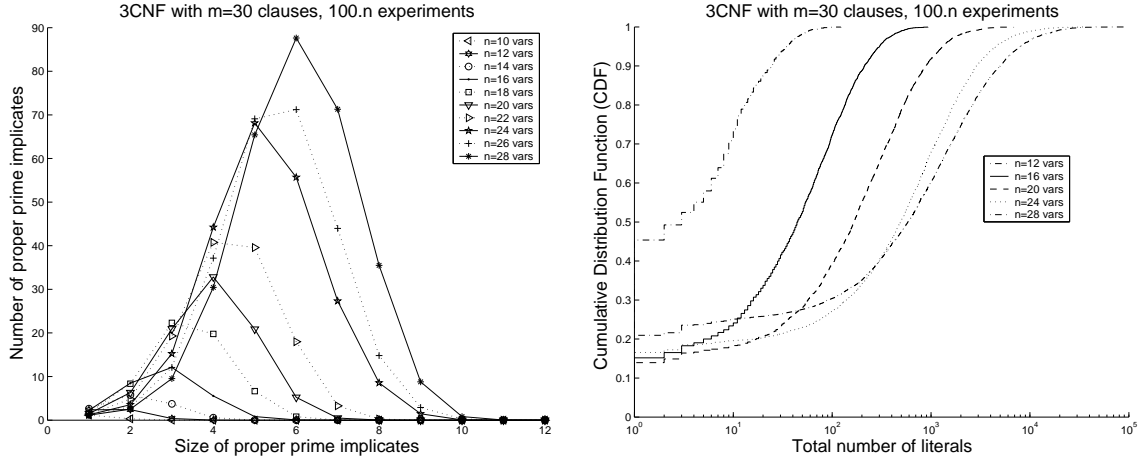 3CNF with m=30 clauses, 100.n experiments
Number of proper prime implicates
90
80
70
60
50
40
30
20
10
0
0
2
4
6
8
10
12
Size of proper prime implicates
n=10 vars
n=12 vars
n=14 vars
n=16 vars
n=18 vars
n=20 vars
n=22 vars
n=24 vars
n=26 vars
n=28 vars
3CNF with m=30 clauses, 100.n experiments
Cumulative Distribution Function (CDF)
1
0.9
0.8
0.7
0.6
0.5
0.4
0.3
0.2
0.1
0
10^0
10^1
10^2
10^3
10^4
10^5
Total number of literals
n=12 vars
n=16 vars
n=20 vars
n=24 vars
n=28 vars